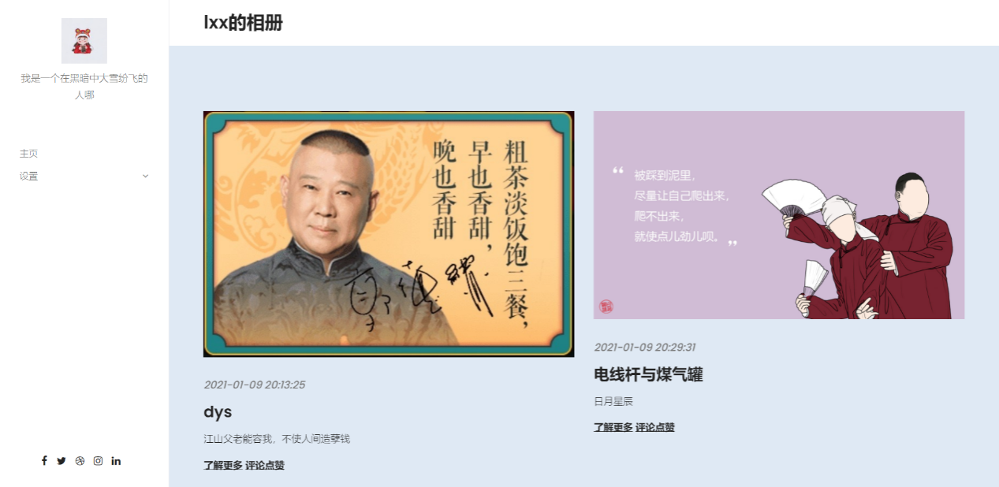 lxx的相册
我是一个在黑暗中大雪纷飞的
人哪
主页
设置
粗茶淡饭饱三餐，
早也香甜，
晚也香甜
2021-01-09 20:13:25
dys
江山父老能容我，不使人间造孽钱
了解更多 评论点赞
“ 被踩到泥里，
尽量让自己爬出来，
爬不出来，
就使点儿劲儿呗。 ”
2021-01-09 20:29:31
电线杆与煤气罐
日月星辰
了解更多 评论点赞